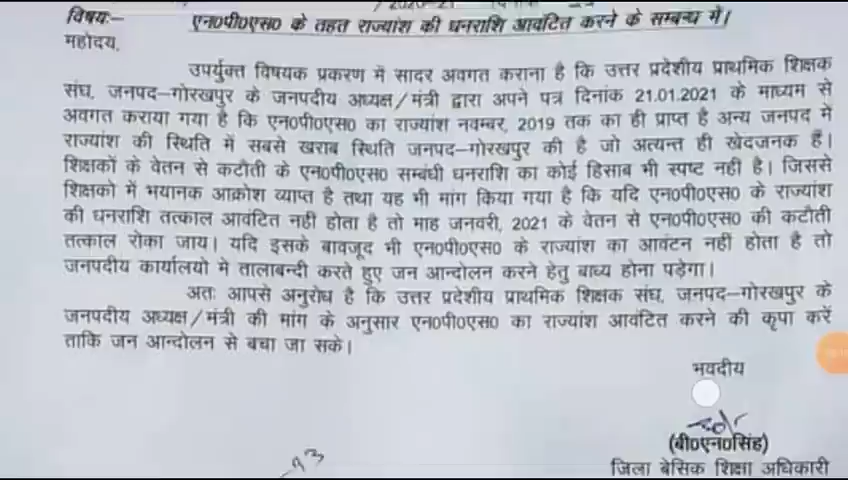 /2020-21
विषयः– एन0पी0एस0 के तहत राज्यांश की धनराशि आवंटित करने के सम्बन्ध में।
महोदय,
उपर्युक्त विषयक प्रकरण में सादर अवगत कराना है कि उत्तर प्रदेशीय प्राथमिक शिक्षक
संघ, जनपद–गोरखपुर के जनपदीय अध्यक्ष/मंत्री द्वारा अपने पत्र दिनांक 21.01.2021 के माध्यम से
अवगत कराया गया है कि एन0पी0एस0 का राज्यांश नवम्बर, 2019 तक का ही प्राप्त है अन्य जनपद में
राज्यांश की स्थिति में सबसे खराब स्थिति जनपद–गोरखपुर की है जो अत्यन्त ही खेदजनक हैं।
शिक्षकों के वेतन से कटौती के एन0पी0एस0 सम्बंधी धनराशि का कोई हिसाब भी स्पष्ट नहीं है। जिससे
शिक्षको में भयानक आक्रोश व्याप्त है तथा यह भी मांग किया गया है कि यदि एन0पी0एस0 के राज्यांश
की धनराशि तत्काल आवंटित नहीं होता है तो माह जनवरी, 2021 के वेतन से एन0पी0एस0 की कटौती
तत्काल रोका जाय। यदि इसके बावजूद भी एन0पी0एस0 के राज्यांश का आवंटन नहीं होता है तो
जनपदीय कार्यालयो मे तालाबन्दी करते हुए जन आन्दोलन करने हेतु बाध्य होना पड़ेगा।
अतः आपसे अनुरोध है कि उत्तर प्रदेशीय प्राथमिक शिक्षक संघ, जनपद–गोरखपुर के
जनपदीय अध्यक्ष/मंत्री की मांग के अनुसार एन0पी0एस0 का राज्यांश आवंटित करने की कृपा करें
ताकि जन आन्दोलन से बचा जा सके।
भवदीय
(बी0एन0सिंह)
जिला बेसिक शिक्षा अधिकारी